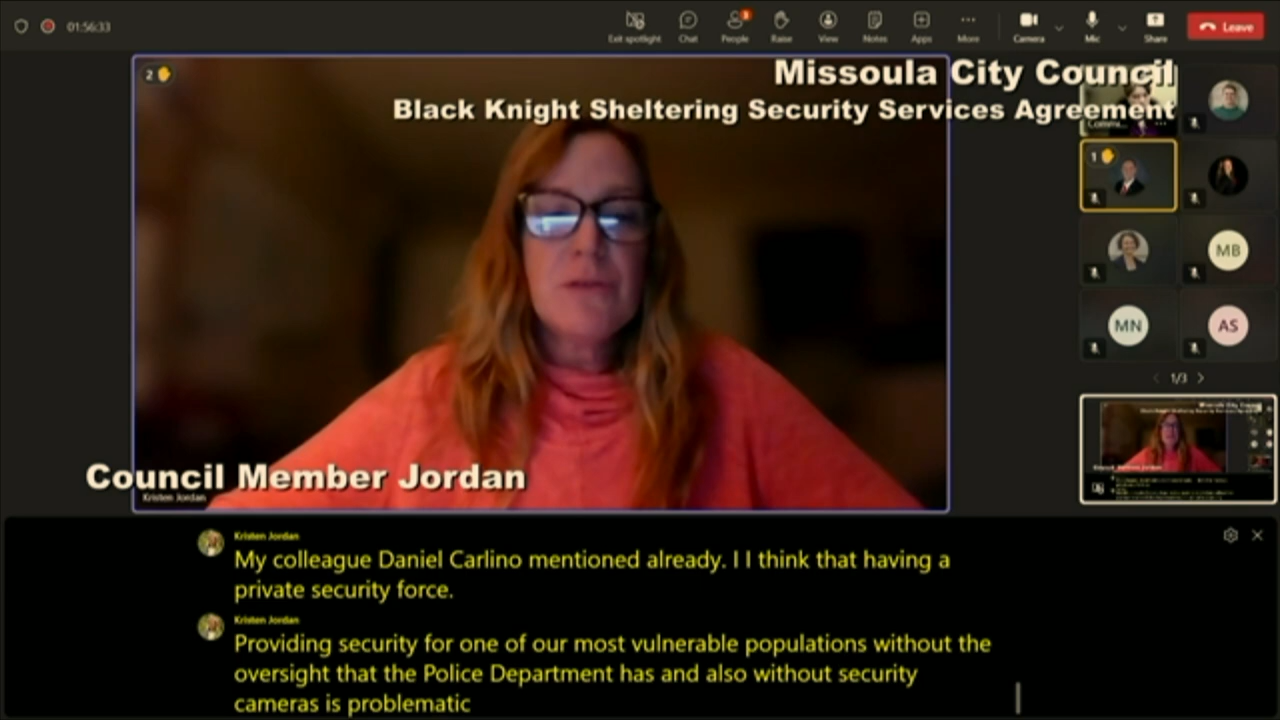 01:56:33
Exit spotlight
Chat
3
People
Raise
View
Notes
Apps
More
Camera
Mic
Share
Leave
2
Missoula City Council
Black Knight Sheltering Security Services Agreement
1
MB
MN
AS
1/3
Council Member Jordan
Kristen Jordan
Kristen Jordan
My colleague Daniel Carlino mentioned already. I I think that having a
private security force.
Kristen Jordan
Providing security for one of our most vulnerable populations without the
oversight that the Police Department has and also without security
cameras is problematic